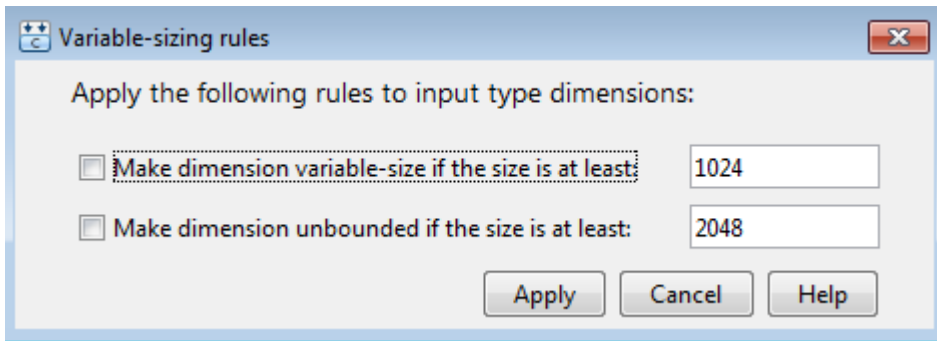 C
Variable-sizing rules
Apply the following rules to input type dimensions:
Make dimension variable-size if the size is at least: 1024
Make dimension unbounded if the size is at least: 2048
Apply Cancel Help